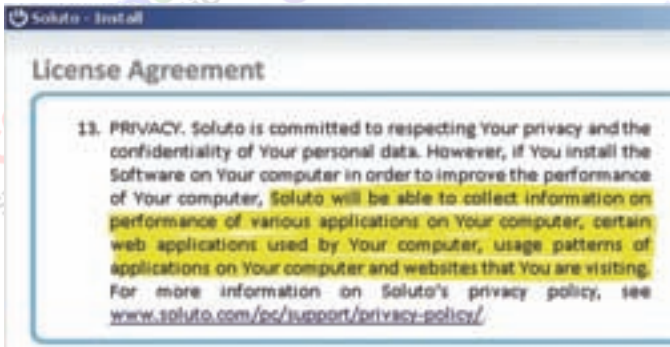 Soluto - Install
License Agreement
13. PRIVACY. Soluto is committed to respecting Your privacy and the
confidentiality of Your personal data. However, if You install the
Software on Your computer in order to improve the performance
of Your computer, Soluto will be able to collect information on
performance of various applications on Your computer, certain
web applications used by Your computer, usage patterns of
applications on Your computer and websites that You are visiting.
For more information on Soluto's privacy policy, see
www.soluto.com/pc/support/privacy-policy/